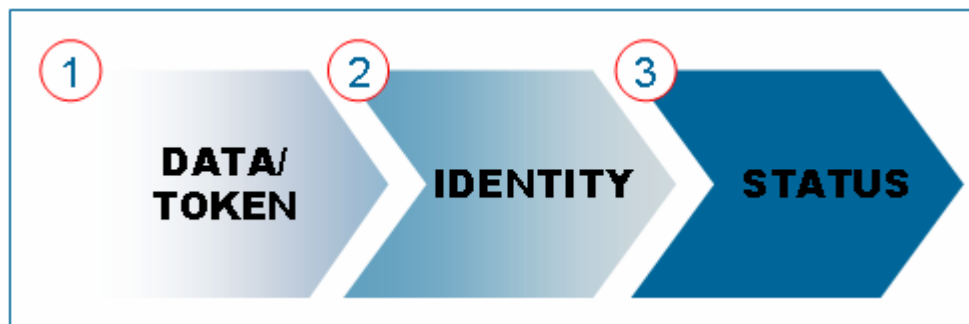 1
DATA/
TOKEN
2
IDENTITY
3
STATUS